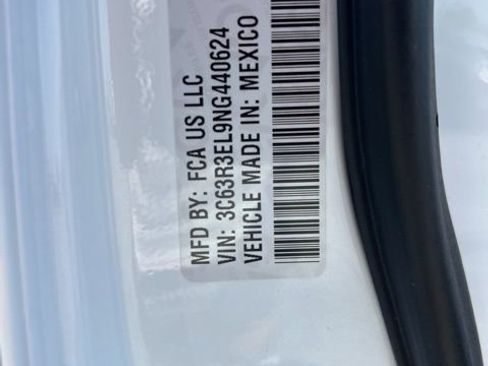 MFD BY: FCA US LLC
VIN: 3C63R3EL9NG440624
VEHICLE MADE IN: MEXICO